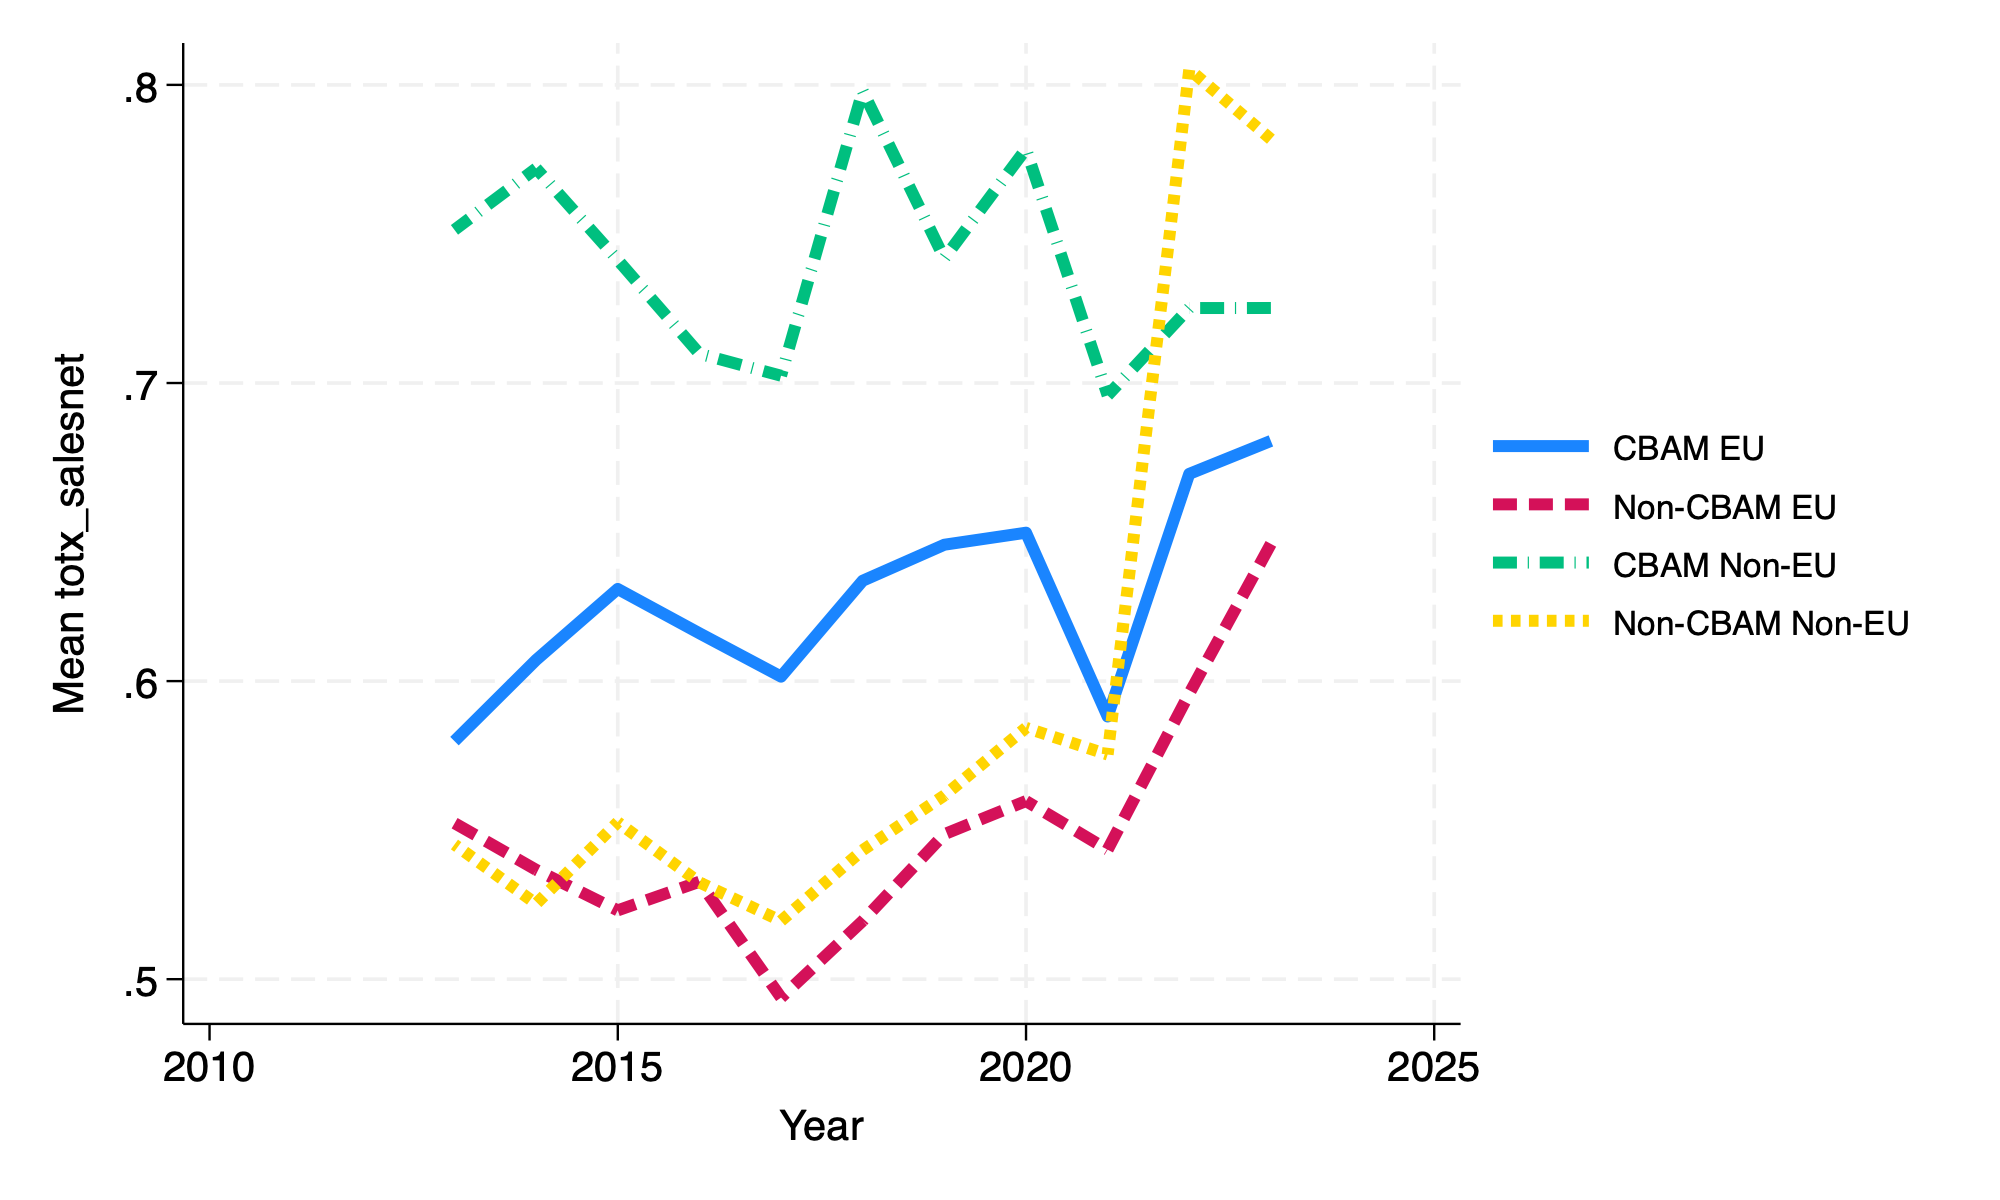 .8
.7
.6
.5
Mean totx_salesnet
2010 2015 2020 2025
Year
CBAM EU
Non-CBAM EU
CBAM Non-EU
Non-CBAM Non-EU